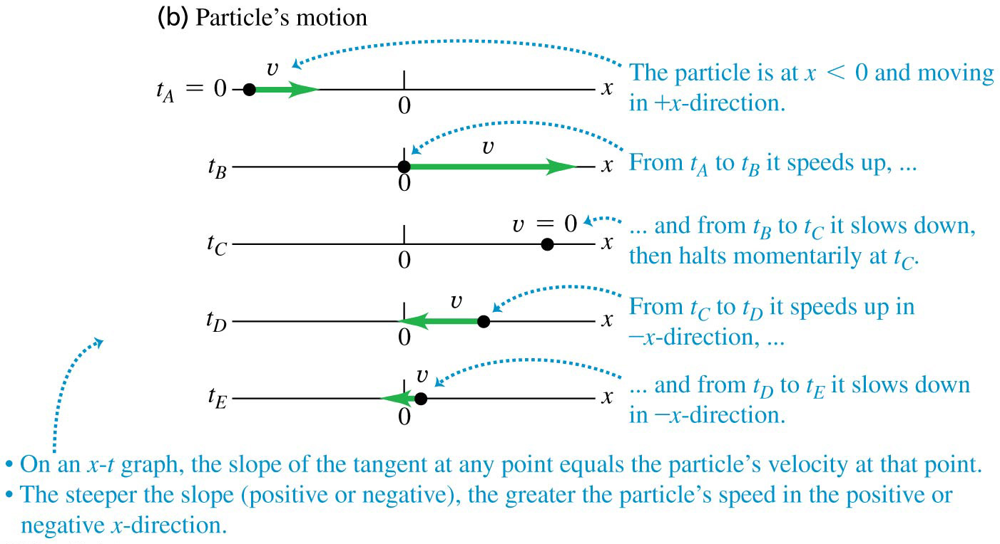 (b) Particle's motion
v
t_A = 0
0
x
The particle is at x < 0 and moving
in +x-direction.
v
t_B
0
x
From t_A to t_B it speeds up, ...
v = 0
t_C
0
x
... and from t_B to t_C it slows down,
then halts momentarily at t_C.
v
t_D
0
x
From t_C to t_D it speeds up in
−x-direction, ...
v
t_E
0
x
... and from t_D to t_E it slows down
in −x-direction.
• On an x-t graph, the slope of the tangent at any point equals the particle's velocity at that point.
• The steeper the slope (positive or negative), the greater the particle's speed in the positive or
negative x-direction.